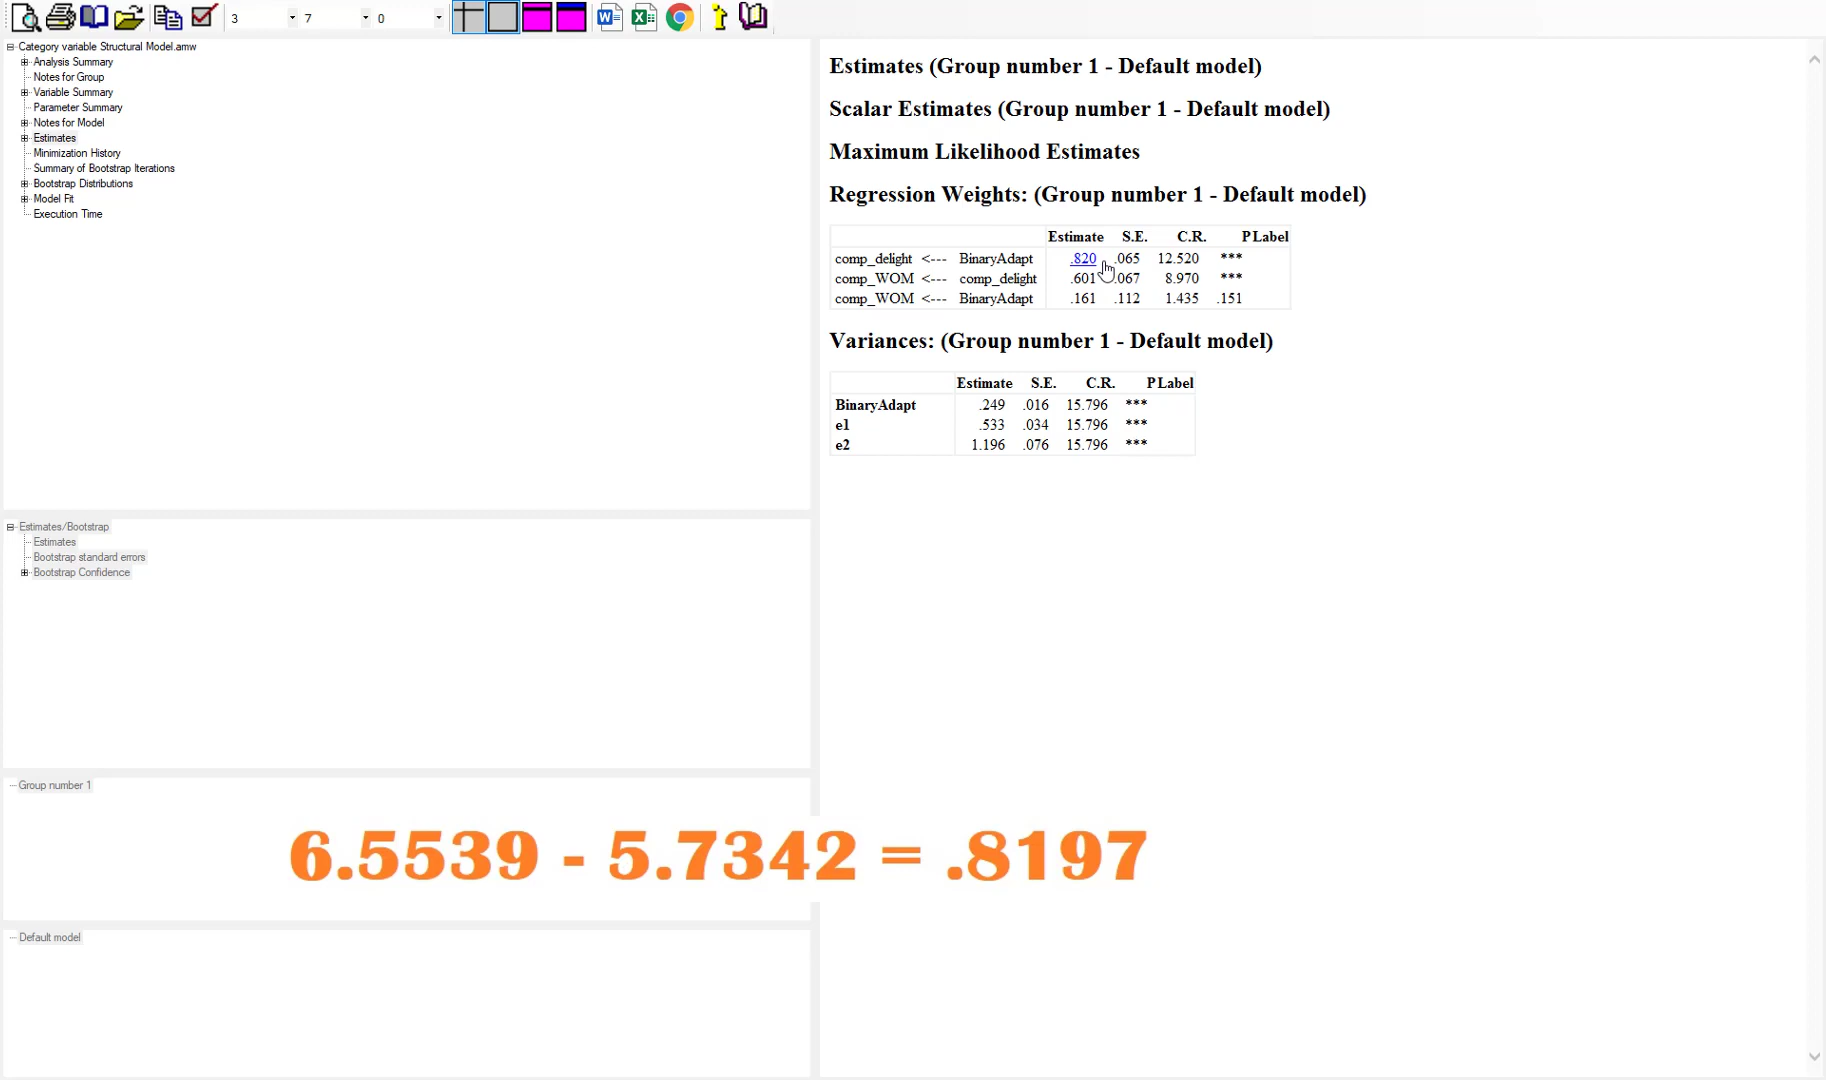 3 7 0
Category variable Structural Model.amw
Analysis Summary
Notes for Group
Variable Summary
Parameter Summary
Notes for Model
Estimates
Minimization History
Summary of Bootstrap Iterations
Bootstrap Distributions
Model Fit
Execution Time
Estimates/Bootstrap
Estimates
Bootstrap standard errors
Bootstrap Confidence
Group number 1
Default model
Estimates (Group number 1 - Default model)
Scalar Estimates (Group number 1 - Default model)
Maximum Likelihood Estimates
Regression Weights: (Group number 1 - Default model)
Estimate S.E. C.R. P Label
comp_delight <--- BinaryAdapt .820 .065 12.520 ***
comp_WOM <--- comp_delight .601 .067 8.970 ***
comp_WOM <--- BinaryAdapt .161 .112 1.435 .151
Variances: (Group number 1 - Default model)
Estimate S.E. C.R. P Label
BinaryAdapt .249 .016 15.796 ***
e1 .533 .034 15.796 ***
e2 1.196 .076 15.796 ***
6.5539 - 5.7342 = .8197